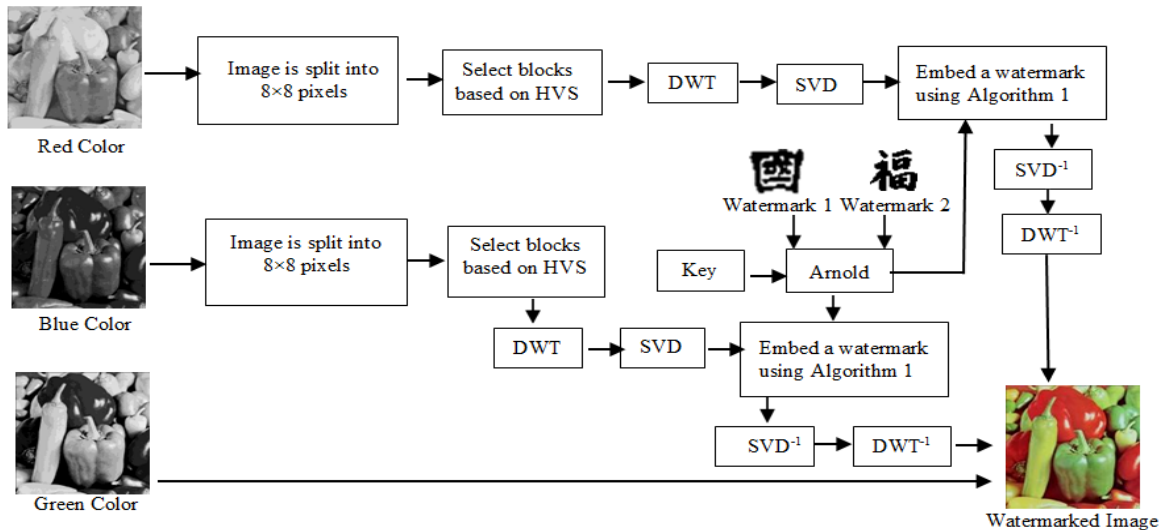 Image is split into
8×8 pixels
Select blocks
based on HVS
DWT
SVD
Embed a watermark
using Algorithm 1
Red Color
SVD⁻¹
國
福
Watermark 1
Watermark 2
DWT⁻¹
Image is split into
8×8 pixels
Select blocks
based on HVS
Key
Arnold
Blue Color
DWT
SVD
Embed a watermark
using Algorithm 1
SVD⁻¹
DWT⁻¹
Green Color
Watermarked Image